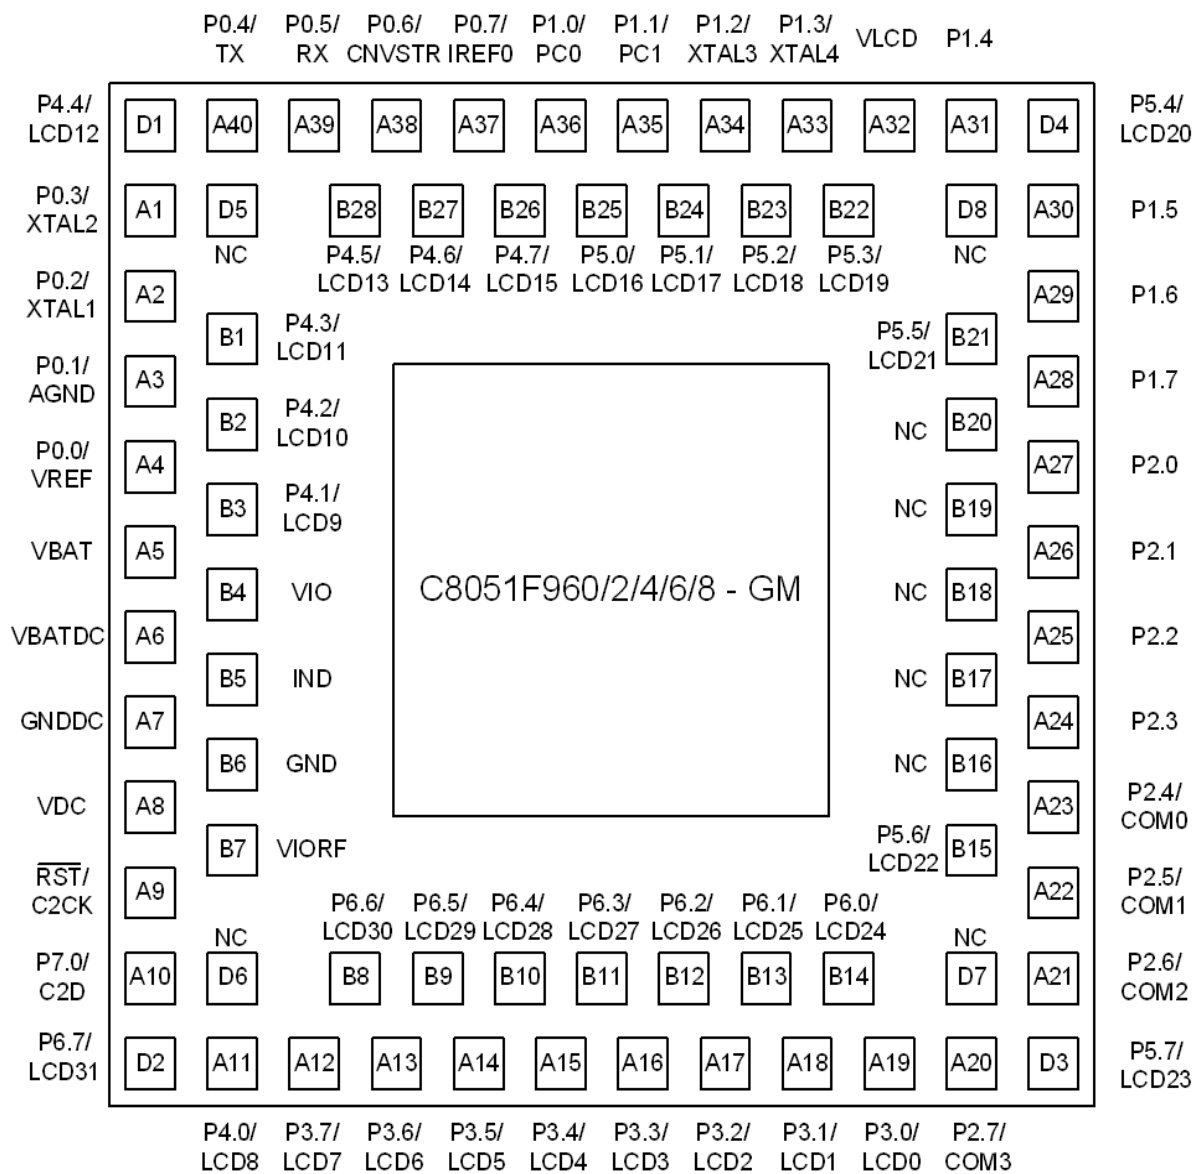 P0.4/ P0.5/ P0.6/ P0.7/ P1.0/ P1.1/ P1.2/ P1.3/ VLCD P1.4
TX RX CNVSTR IREF0 PC0 PC1 XTAL3 XTAL4
P4.4/ P5.4/
LCD12 D1 A40 A39 A38 A37 A36 A35 A34 A33 A32 A31 D4 LCD20
P0.3/
XTAL2 A1 D5 B28 B27 B26 B25 B24 B23 B22 D8 A30 P1.5
NC P4.5/ P4.6/ P4.7/ P5.0/ P5.1/ P5.2/ P5.3/ NC
LCD13 LCD14 LCD15 LCD16 LCD17 LCD18 LCD19
P0.2/
XTAL1 A2 A29 P1.6
P4.3/ P5.5/
B1 LCD11 LCD21 B21
P0.1/
AGND A3 A28 P1.7
P4.2/
B2 LCD10 NC B20
P0.0/
VREF A4 A27 P2.0
P4.1/
B3 LCD9 NC B19
VBAT A5 A26 P2.1
B4 VIO C8051F960/2/4/6/8 - GM NC B18
VBATDC A6 A25 P2.2
B5 IND NC B17
GNDDC A7 A24 P2.3
B6 GND NC B16
VDC A8 A23 P2.4/
COM0
B7 VIORF P5.6/
LCD22 B15
RST/ P2.5/
C2CK A9 A22 COM1
P6.6/ P6.5/ P6.4/ P6.3/ P6.2/ P6.1/ P6.0/
NC LCD30 LCD29 LCD28 LCD27 LCD26 LCD25 LCD24 NC
P7.0/ P2.6/
C2D A10 D6 B8 B9 B10 B11 B12 B13 B14 D7 A21 COM2
P6.7/ P5.7/
LCD31 D2 A11 A12 A13 A14 A15 A16 A17 A18 A19 A20 D3 LCD23
P4.0/ P3.7/ P3.6/ P3.5/ P3.4/ P3.3/ P3.2/ P3.1/ P3.0/ P2.7/
LCD8 LCD7 LCD6 LCD5 LCD4 LCD3 LCD2 LCD1 LCD0 COM3